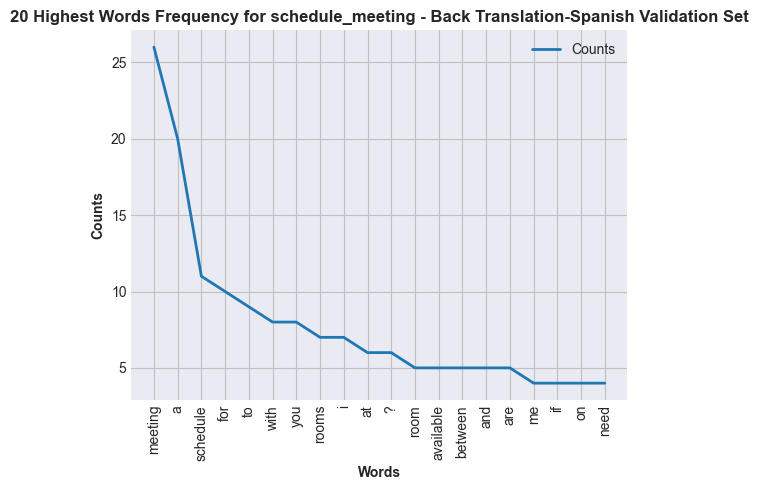 20 Highest Words Frequency for schedule_meeting - Back Translation-Spanish Validation Set
Counts
25
20
15
10
5
Counts
meeting
a
schedule
for
to
with
you
rooms
i
at
?
room
available
between
and
are
me
if
on
need
Words